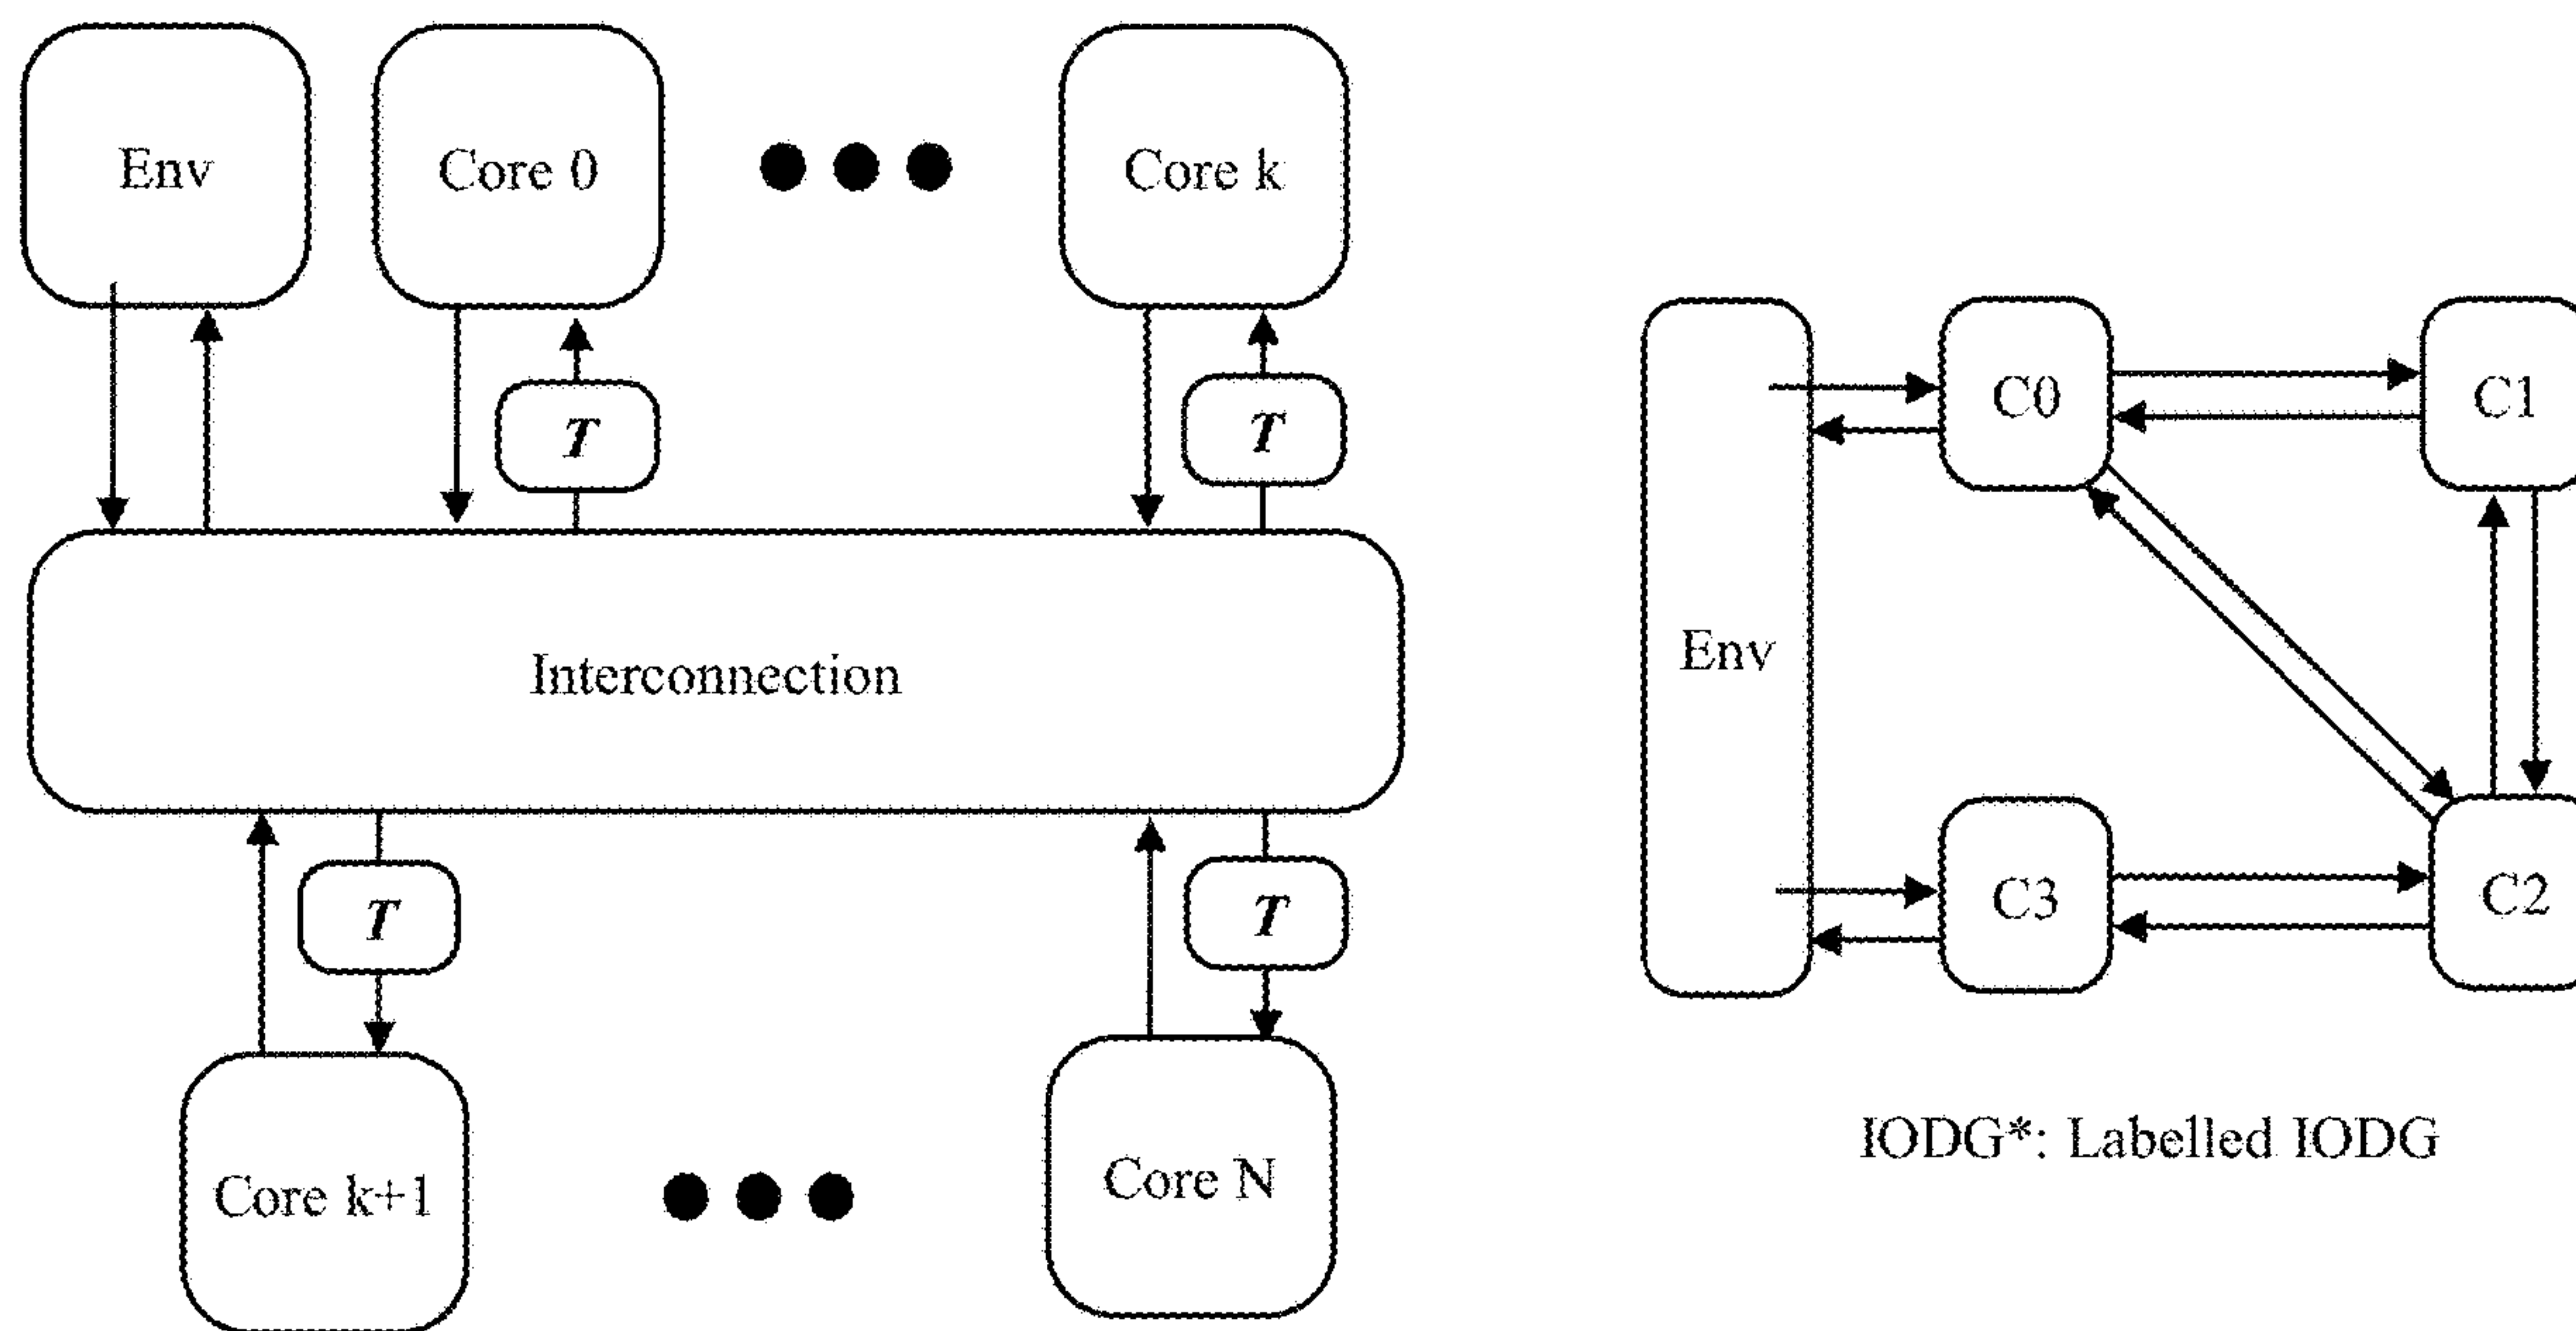 Env
Core 0
Core k
T
T
Interconnection
T
T
Core k+1
Core N
C0
C1
Env
C3
C2
IODG*: Labelled IODG